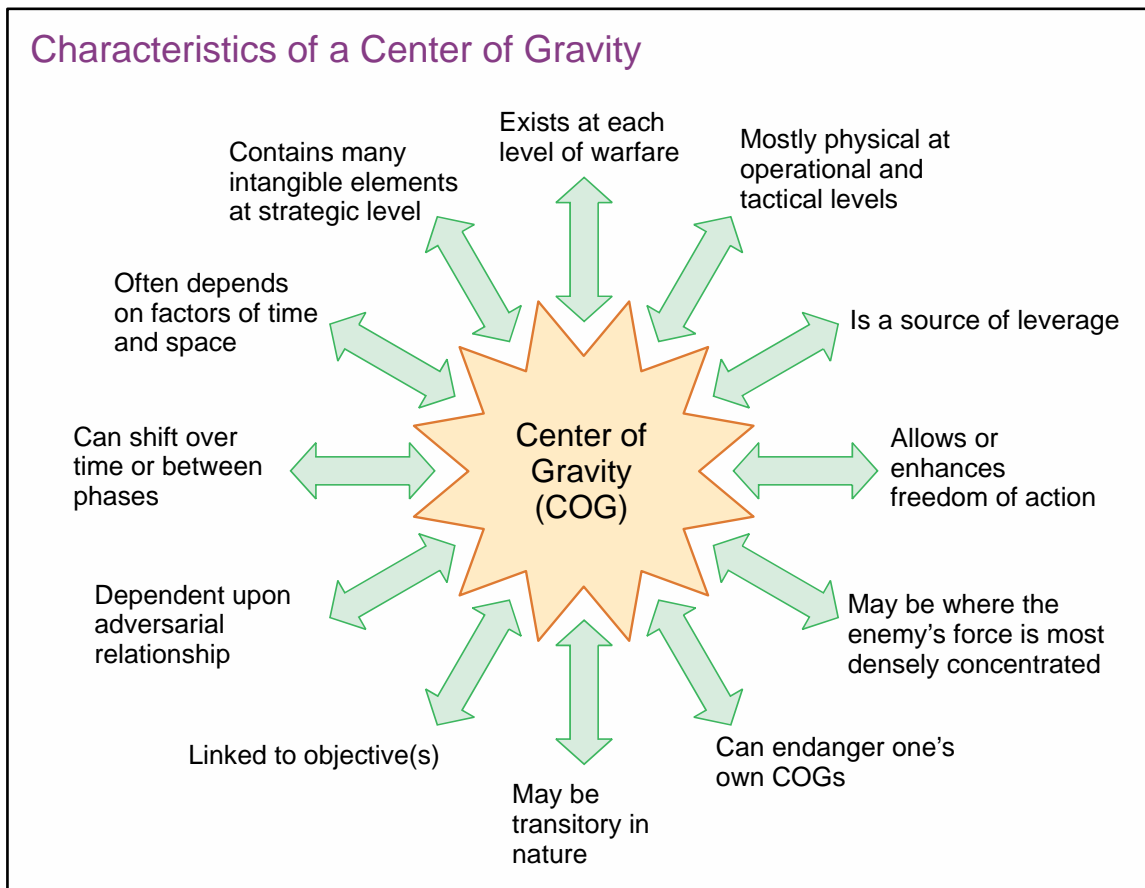 Characteristics of a Center of Gravity
Exists at each
level of warfare
Mostly physical at
operational and
tactical levels
Is a source of leverage
Allows or
enhances
freedom of action
May be where the
enemy’s force is most
densely concentrated
Can endanger one’s
own COGs
May be
transitory in
nature
Linked to objective(s)
Dependent upon
adversarial
relationship
Can shift over
time or between
phases
Often depends
on factors of time
and space
Contains many
intangible elements
at strategic level
Center of
Gravity
(COG)